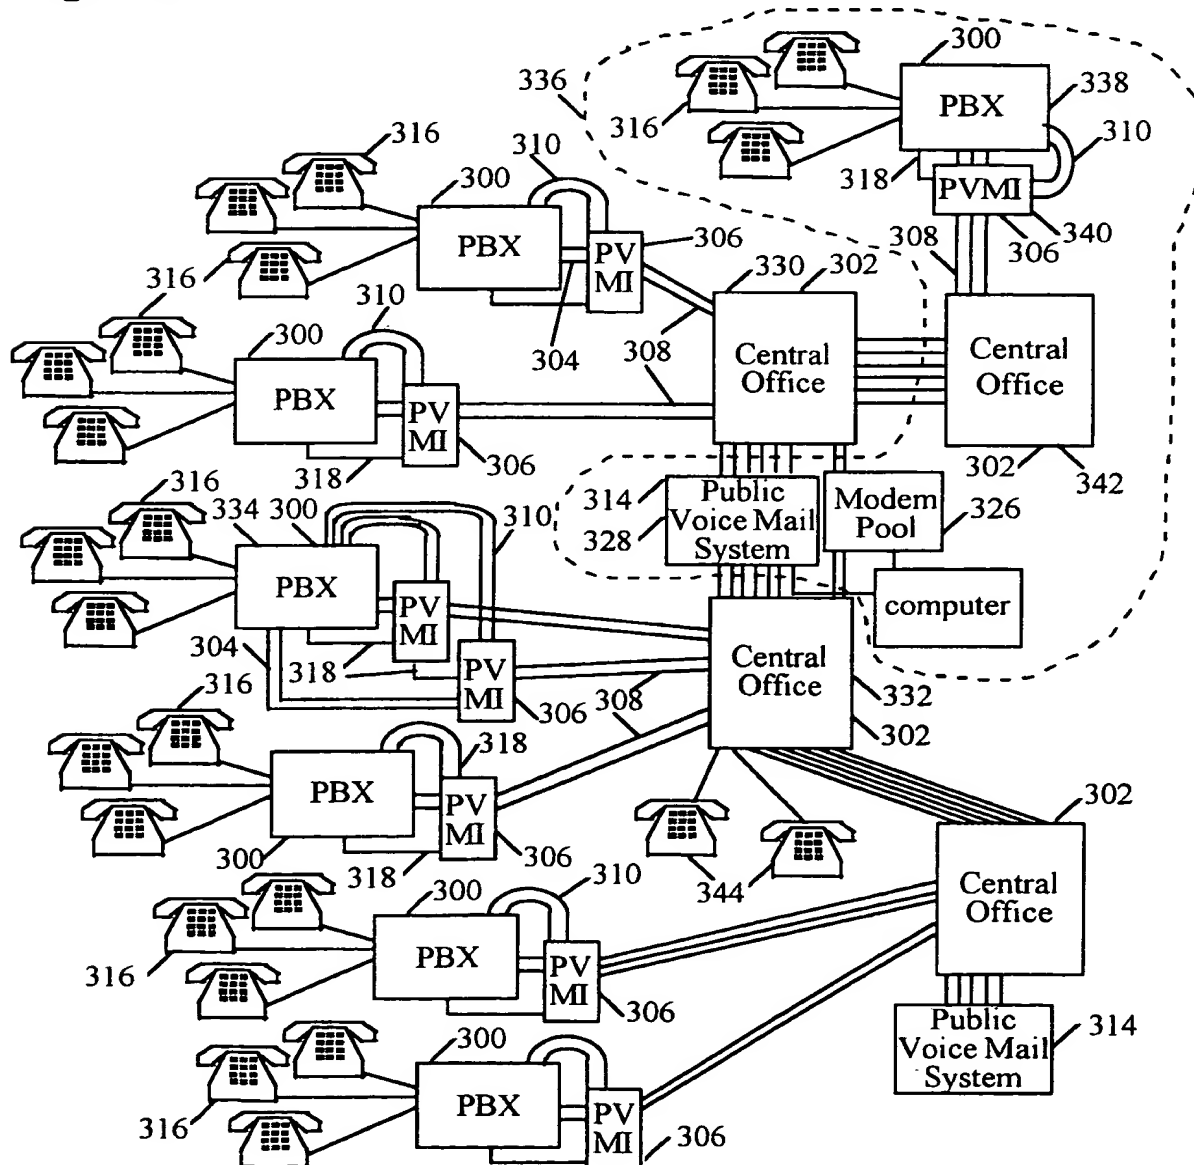 300
336
PBX
338
316
310
318
PVMI
306
340
308
316
310
300
PBX
PV
MI
306
330
302
316
304
308
Central
Office
Central
Office
302
342
316
310
300
PBX
PV
MI
318
306
314
Public
Voice Mail
System
328
Modem
Pool
326
computer
316
334
300
310
PBX
PV
MI
304
318
PV
MI
306
308
Central
Office
332
302
316
318
PBX
PV
MI
300
318
306
344
302
Central
Office
300
310
PBX
PV
MI
316
306
Public
Voice Mail
System
314
300
PBX
PV
MI
316
306